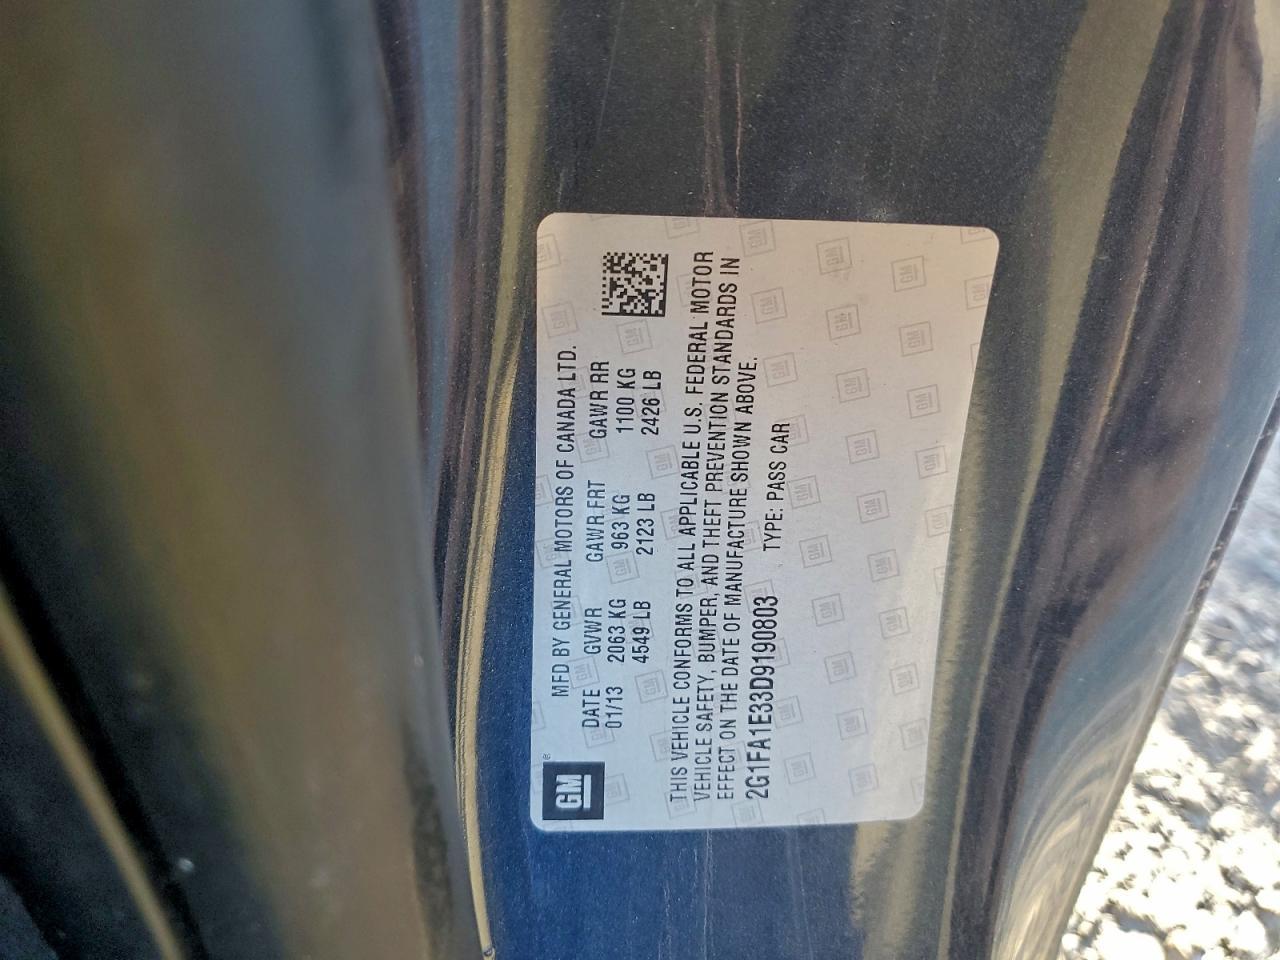 GM ®
MFD BY GENERAL MOTORS OF CANADA LTD.
DATE GVWR GAWR FRT GAWR RR
01/13 2063 KG 963 KG 1100 KG
4549 LB 2123 LB 2426 LB
THIS VEHICLE CONFORMS TO ALL APPLICABLE U.S. FEDERAL MOTOR
VEHICLE SAFETY, BUMPER, AND THEFT PREVENTION STANDARDS IN
EFFECT ON THE DATE OF MANUFACTURE SHOWN ABOVE.
2G1FA1E33D9190803 TYPE: PASS CAR